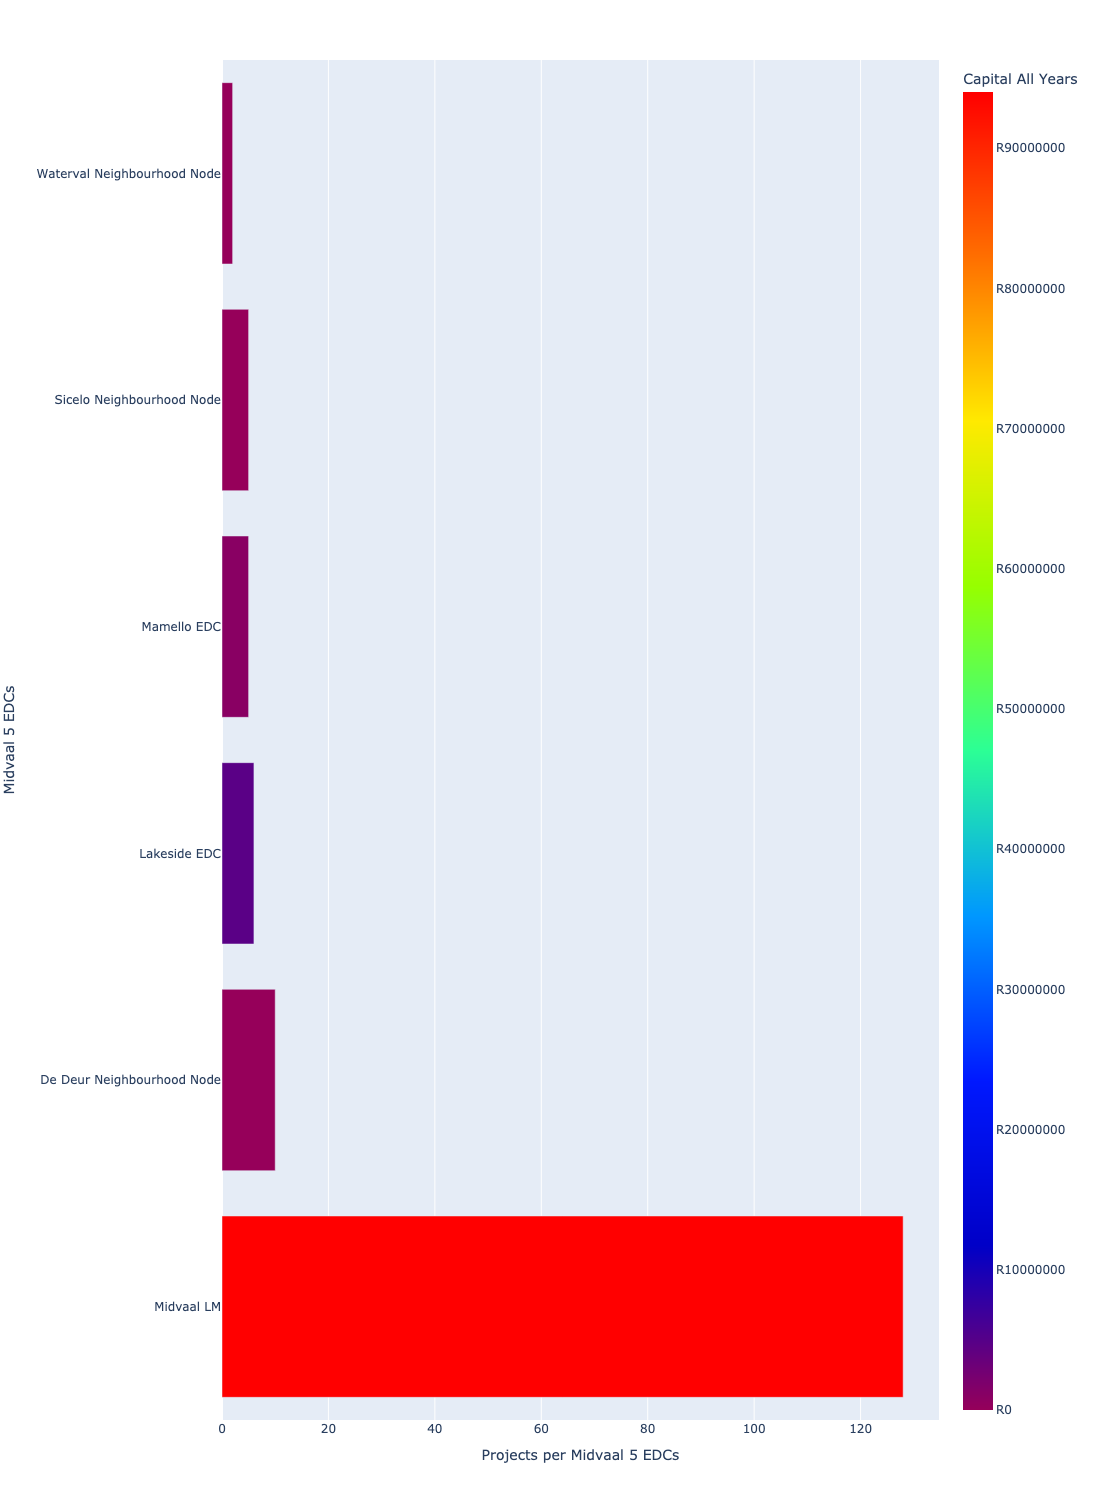 Capital All Years
R90000000
R80000000
R70000000
R60000000
R50000000
R40000000
R30000000
R20000000
R10000000
R0
Midvaal 5 EDCs
Waterval Neighbourhood Node
Sicelo Neighbourhood Node
Mamello EDC
Lakeside EDC
De Deur Neighbourhood Node
Midvaal LM
0 20 40 60 80 100 120
Projects per Midvaal 5 EDCs